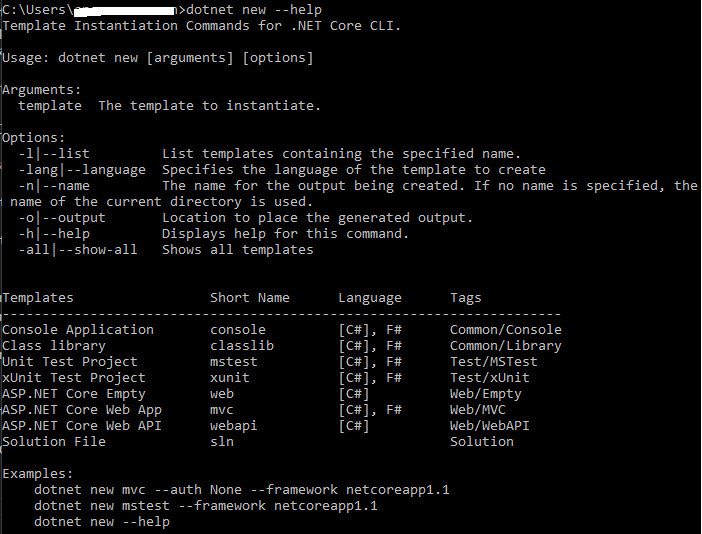 C:\Users\ >dotnet new --help
Template Instantiation Commands for .NET Core CLI.
Usage: dotnet new [arguments] [options]
Arguments:
  template  The template to instantiate.
Options:
  -l|--list         List templates containing the specified name.
  -lang|--language  Specifies the language of the template to create
  -n|--name         The name for the output being created. If no name is specified, the
name of the current directory is used.
  -o|--output       Location to place the generated output.
  -h|--help         Displays help for this command.
  -all|--show-all   Shows all templates
Templates                 Short Name      Language      Tags
----------------------------------------------------------------------
Console Application       console         [C#], F#      Common/Console
Class library             classlib        [C#], F#      Common/Library
Unit Test Project         mstest          [C#], F#      Test/MSTest
xUnit Test Project        xunit           [C#], F#      Test/xUnit
ASP.NET Core Empty        web             [C#]          Web/Empty
ASP.NET Core Web App      mvc             [C#], F#      Web/MVC
ASP.NET Core Web API      webapi          [C#]          Web/WebAPI
Solution File             sln                           Solution
Examples:
    dotnet new mvc --auth None --framework netcoreapp1.1
    dotnet new mstest --framework netcoreapp1.1
    dotnet new --help